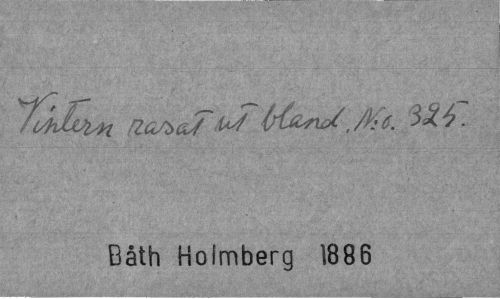 Vintern rasat ut bland. N:o. 325.
Båth Holmberg 1886